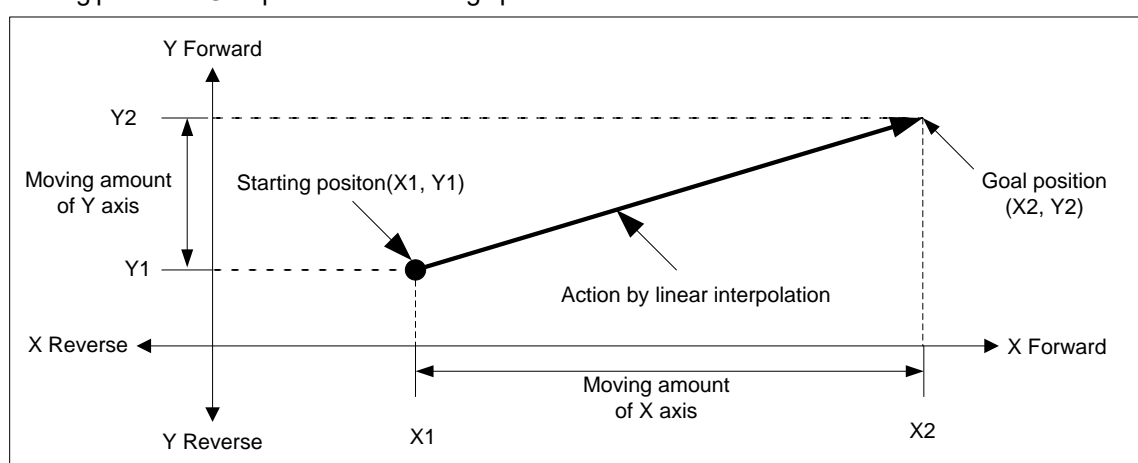 Y Forward
Y2
Moving amount
of Y axis
Starting positon(X1, Y1)
Goal position
(X2, Y2)
Y1
Action by linear interpolation
X Reverse
X Forward
Moving amount
of X axis
Y Reverse
X1
X2